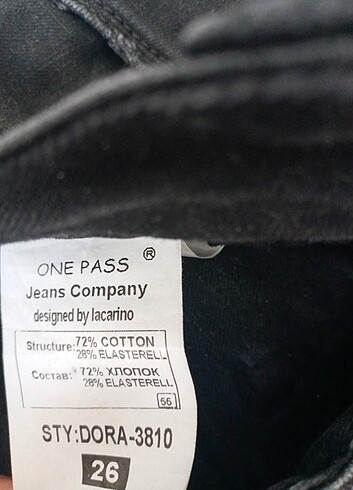 ONE PASS ®
Jeans Company
designed by lacarino
Structure: 72% COTTON
28% ELASTERELL
Состав: 72% ХЛОПОК
28% ELASTERELL
55
STY:DORA-3810
26